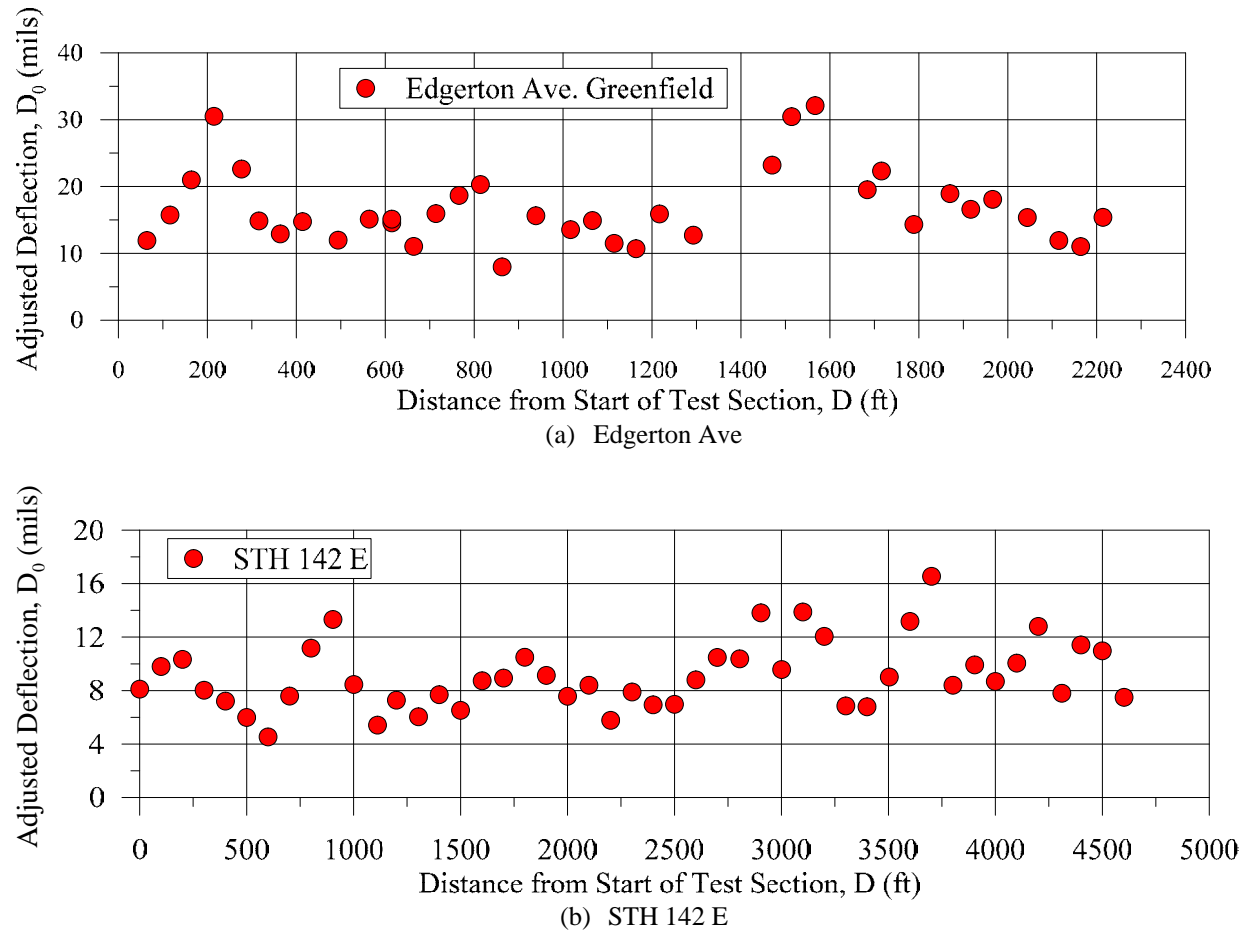 Adjusted Deflection, D0 (mils)
40
30
20
10
0
Edgerton Ave. Greenfield
0 200 400 600 800 1000 1200 1400 1600 1800 2000 2200 2400
Distance from Start of Test Section, D (ft)
(a) Edgerton Ave
Adjusted Deflection, D0 (mils)
20
16
12
8
4
0
STH 142 E
0 500 1000 1500 2000 2500 3000 3500 4000 4500 5000
Distance from Start of Test Section, D (ft)
(b) STH 142 E